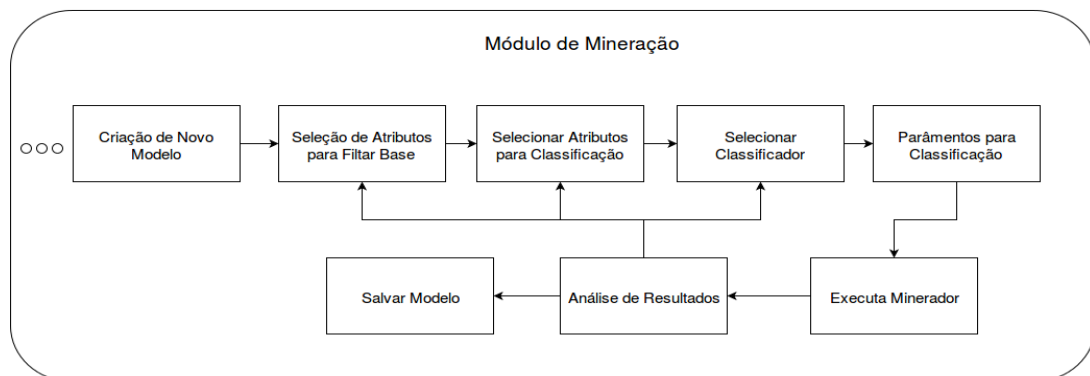 Módulo de Mineração
Criação de Novo
Modelo
Seleção de Atributos
para Filtar Base
Selecionar Atributos
para Classificação
Selecionar
Classificador
Parâmentos para
Classificação
Salvar Modelo
Análise de Resultados
Executa Minerador